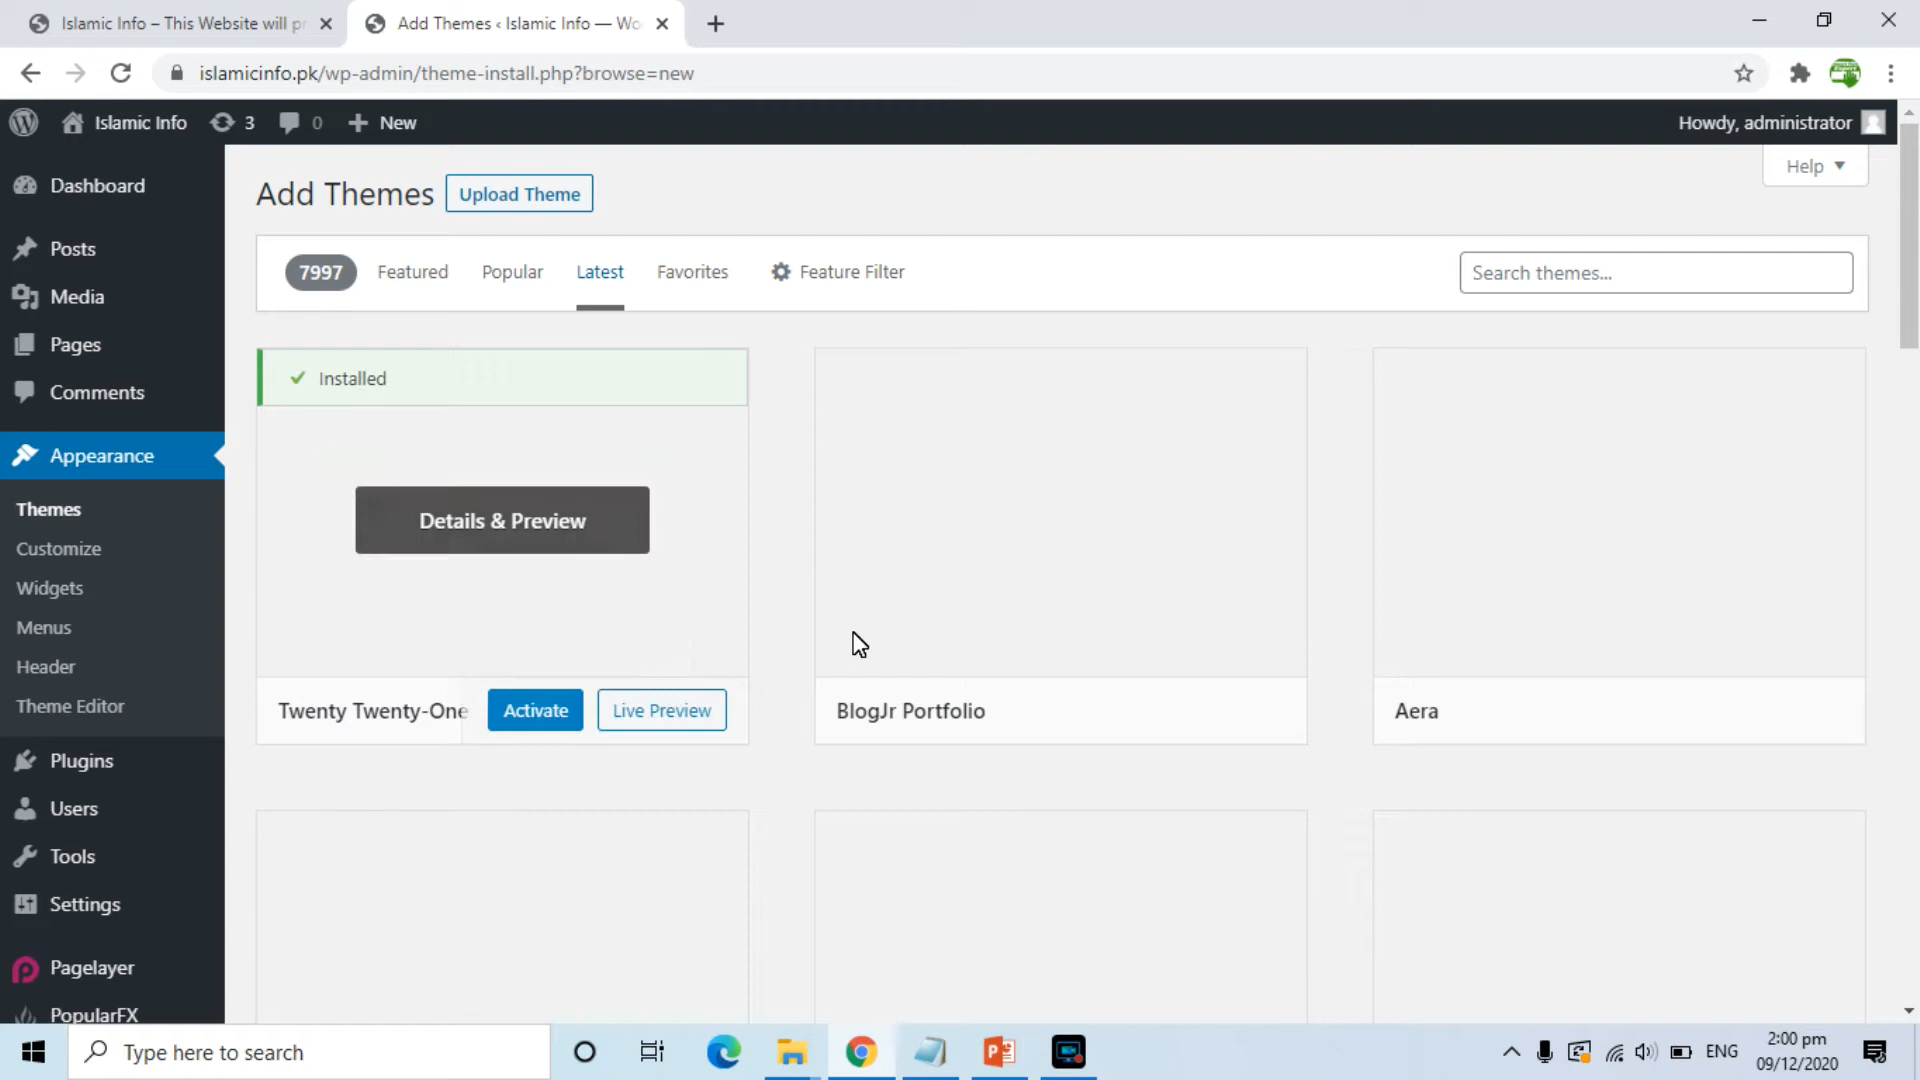 Islamic Info – This Website will pr
Add Themes ‹ Islamic Info — Wo
islamicinfo.pk/wp-admin/theme-install.php?browse=new
Islamic Info
3
0
New
Howdy, administrator
Dashboard
Posts
Media
Pages
Comments
Appearance
Themes
Customize
Widgets
Menus
Header
Theme Editor
Plugins
Users
Tools
Settings
Pagelayer
PopularFX
Add Themes
Upload Theme
Help
7997
Featured
Popular
Latest
Favorites
Feature Filter
Search themes...
Installed
Details & Preview
Twenty Twenty-One
Activate
Live Preview
BlogJr Portfolio
Aera
Type here to search
ENG
2:00 pm
09/12/2020